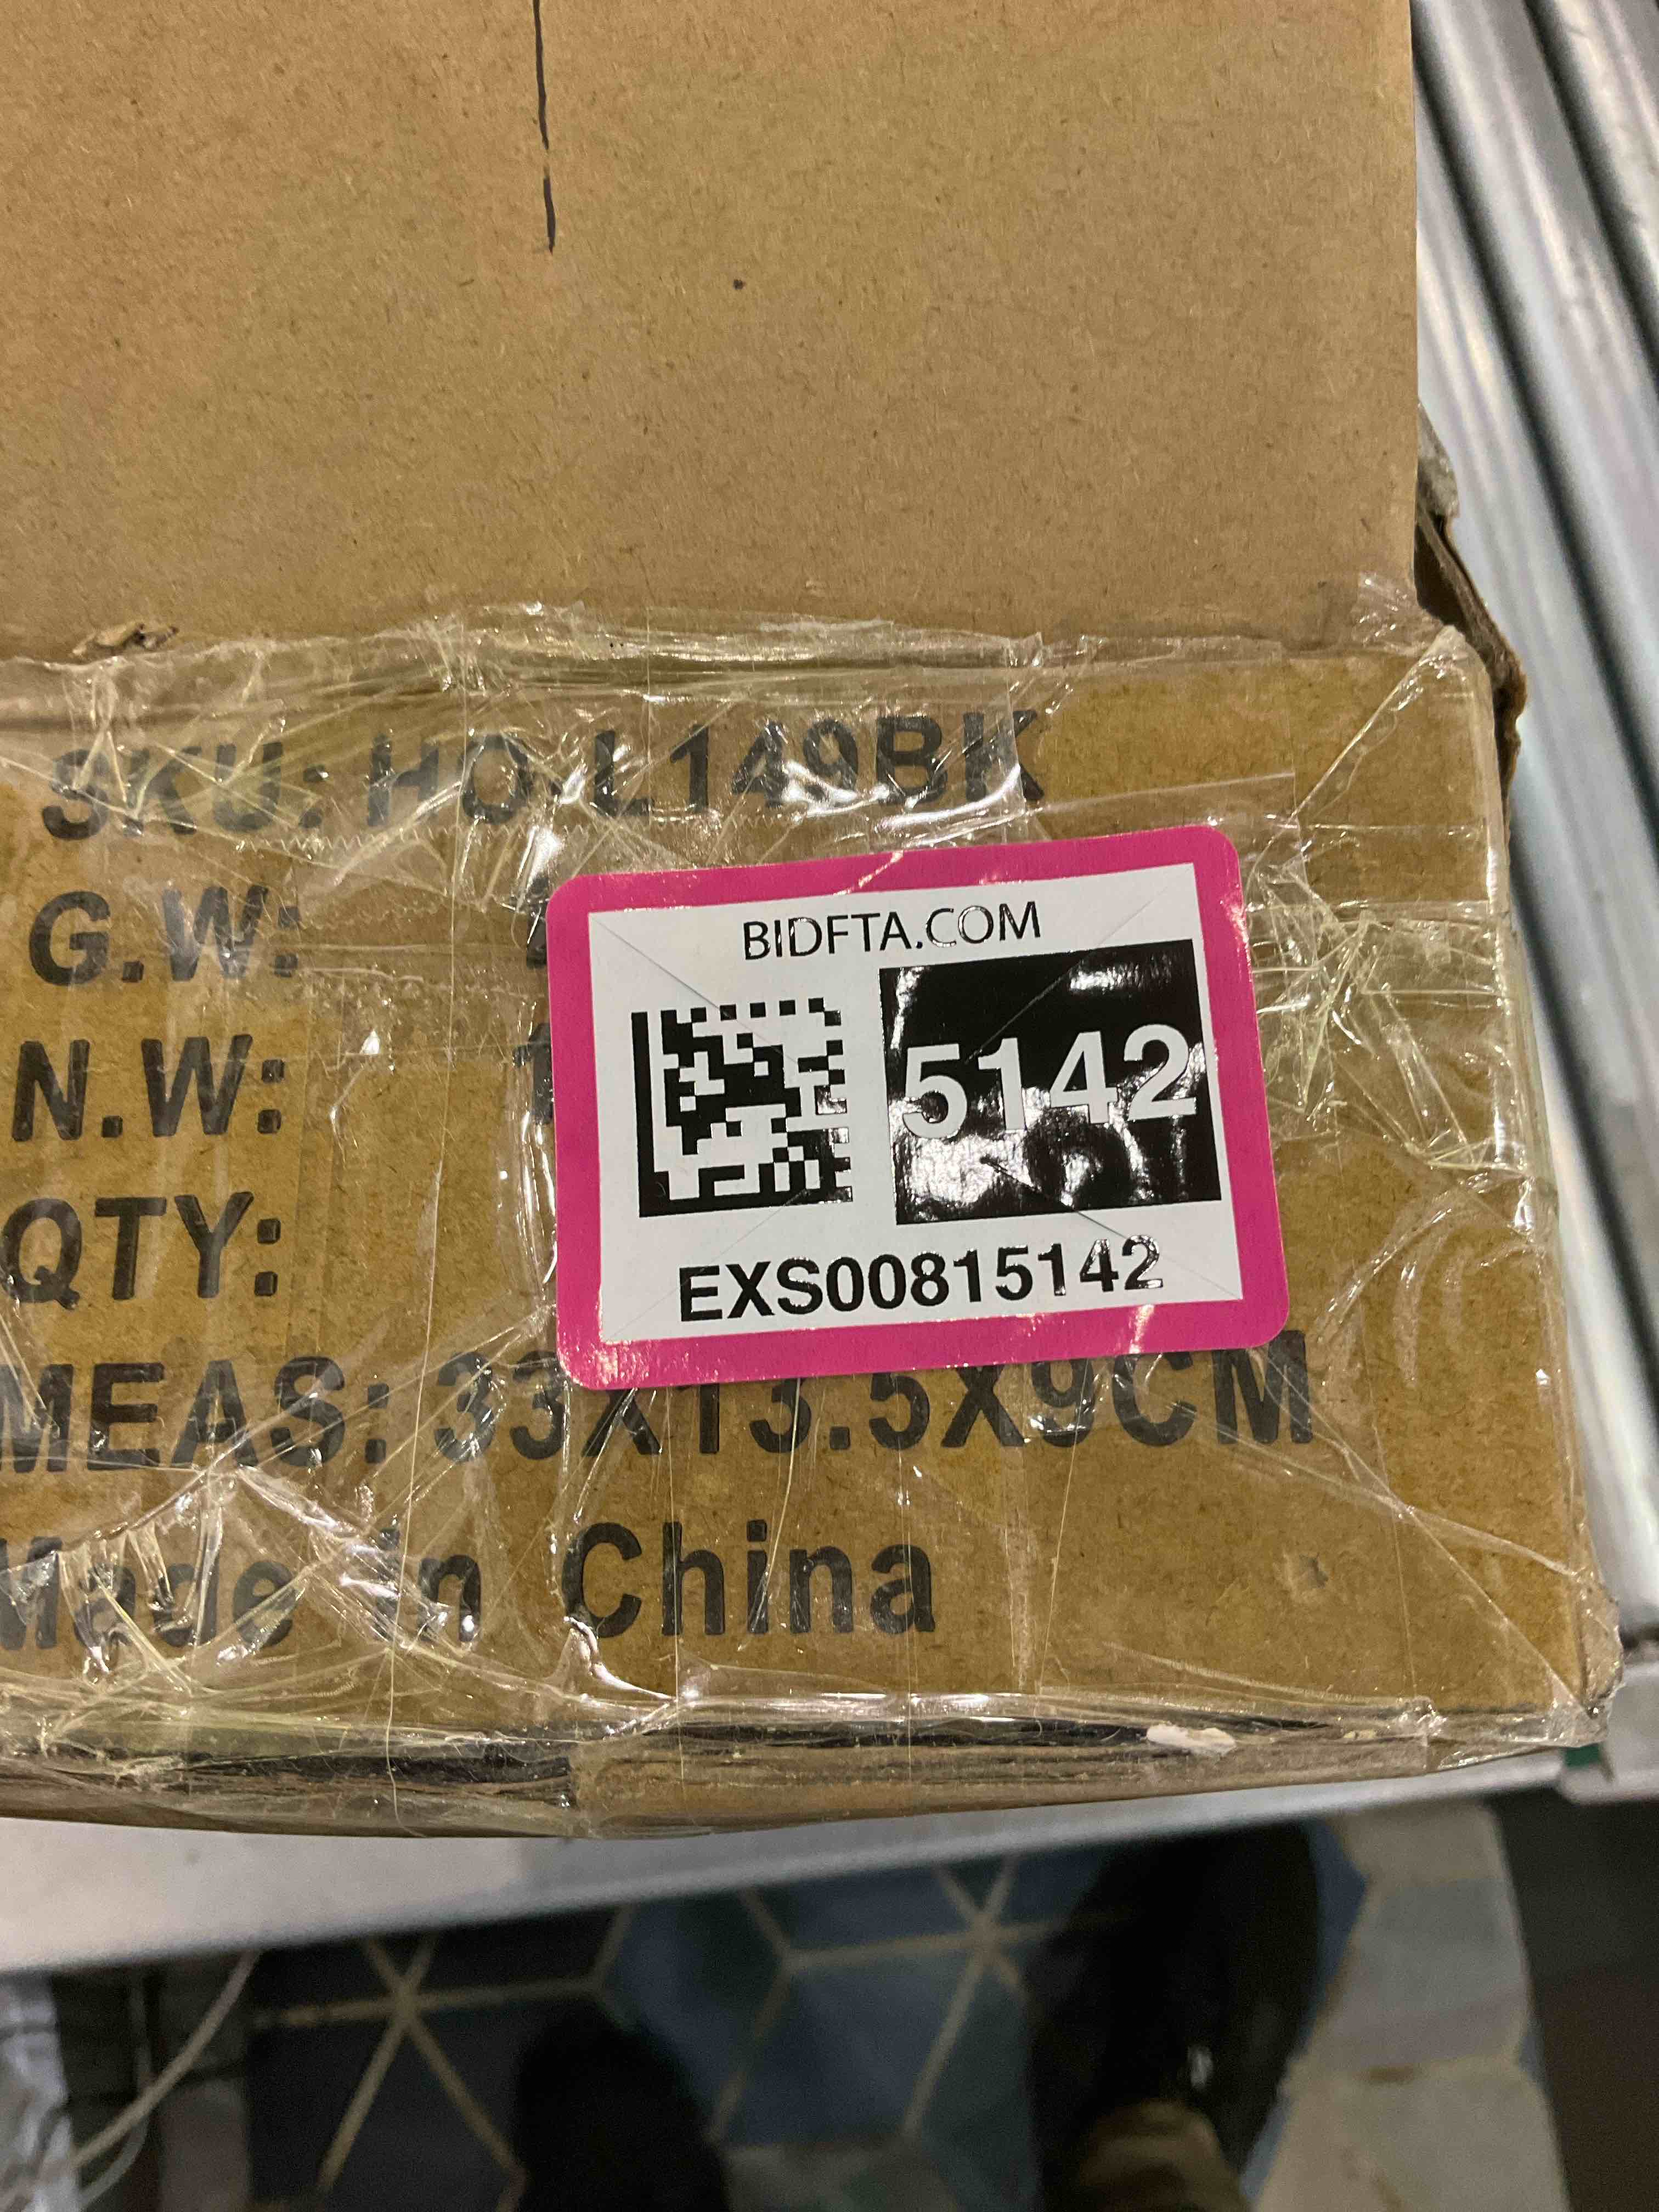 SKU: HO-L149BK
G.W:
N.W:
QTY:
BIDFTA.COM
5142
EXS00815142
MEAS: 33X13.5X9CM
Made in China